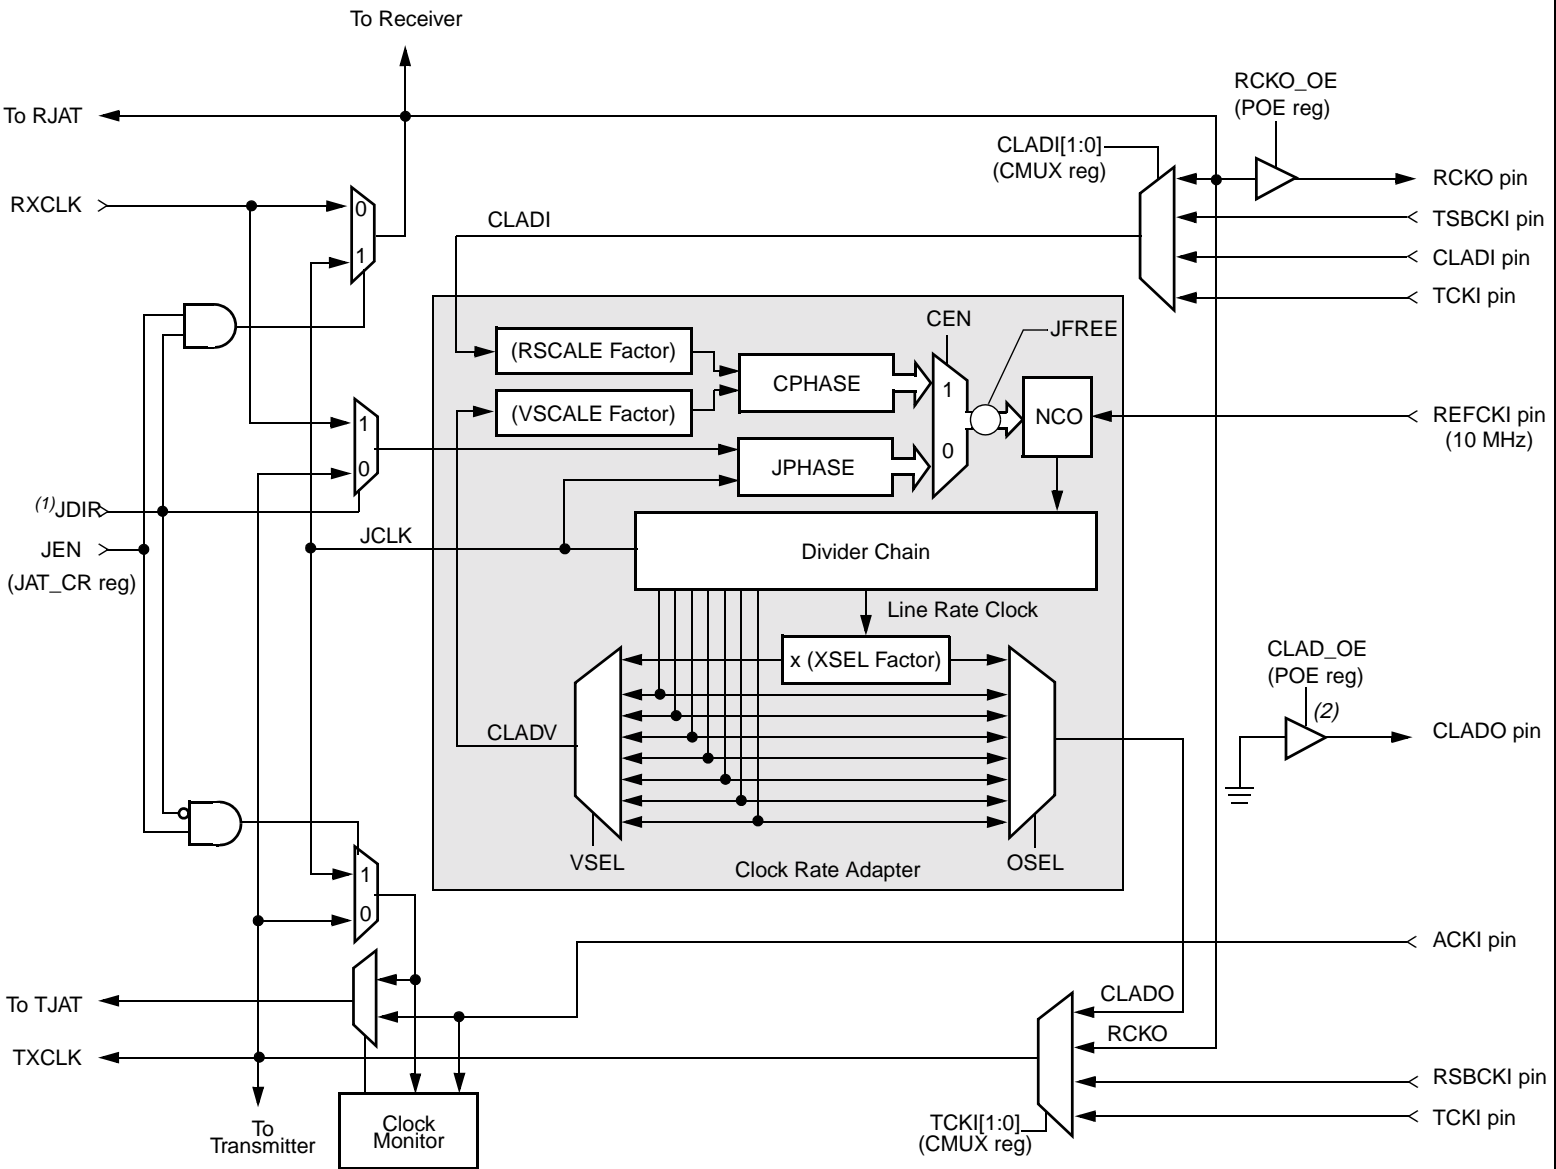 To Receiver
RCKO_OE
(POE reg)
To RJAT
CLADI[1:0]
(CMUX reg)
RCKO pin
RXCLK
0
CLADI
TSBCKI pin
1
CLADI pin
TCKI pin
CEN
JFREE
(RSCALE Factor)
CPHASE
1
(VSCALE Factor)
NCO
REFCKI pin
(10 MHz)
1
0
JPHASE
0
(1)JDIR
JCLK
JEN
(JAT_CR reg)
Divider Chain
Line Rate Clock
x (XSEL Factor)
CLAD_OE
(POE reg)
(2)
CLADV
CLADO pin
VSEL
Clock Rate Adapter
OSEL
1
0
ACKI pin
To TJAT
CLADO
RCKO
TXCLK
RSBCKI pin
To
Transmitter
Clock
Monitor
TCKI[1:0]
(CMUX reg)
TCKI pin